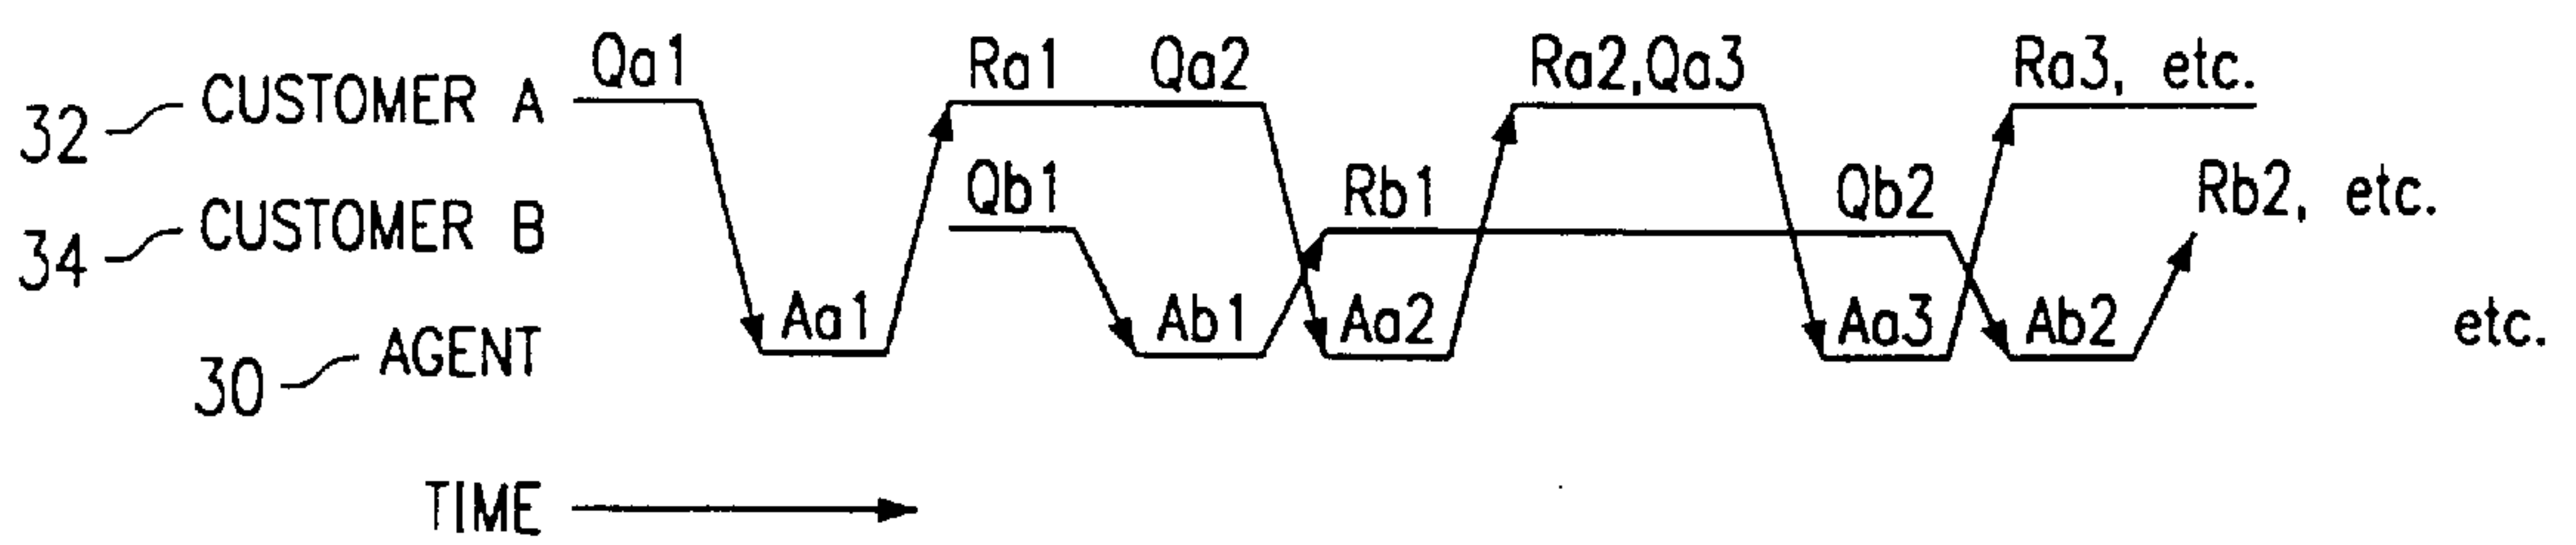 Qa1 Ra1 Qa2 Ra2,Qa3 Ra3, etc.
32 CUSTOMER A
Qb1 Rb1 Qb2 Rb2, etc.
34 CUSTOMER B
Aa1 Ab1 Aa2 Aa3 Ab2 etc.
30 AGENT
TIME